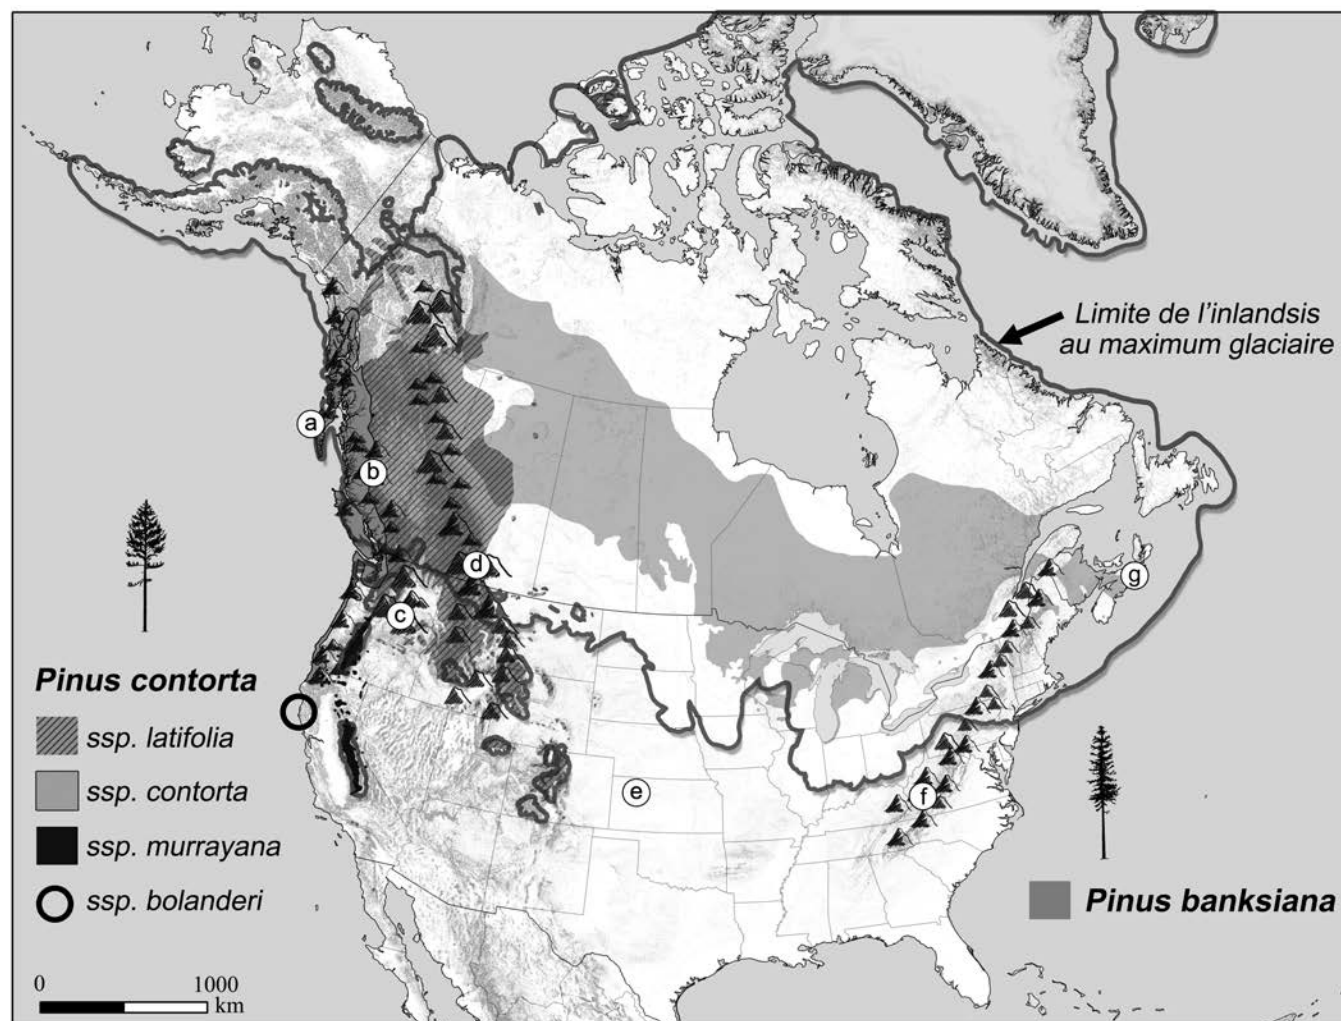 Limite de l'inlandsis
au maximum glaciaire
a
b
c
d
e
f
g
Pinus contorta
ssp. latifolia
ssp. contorta
ssp. murrayana
ssp. bolanderi
0 1000
km
Pinus banksiana